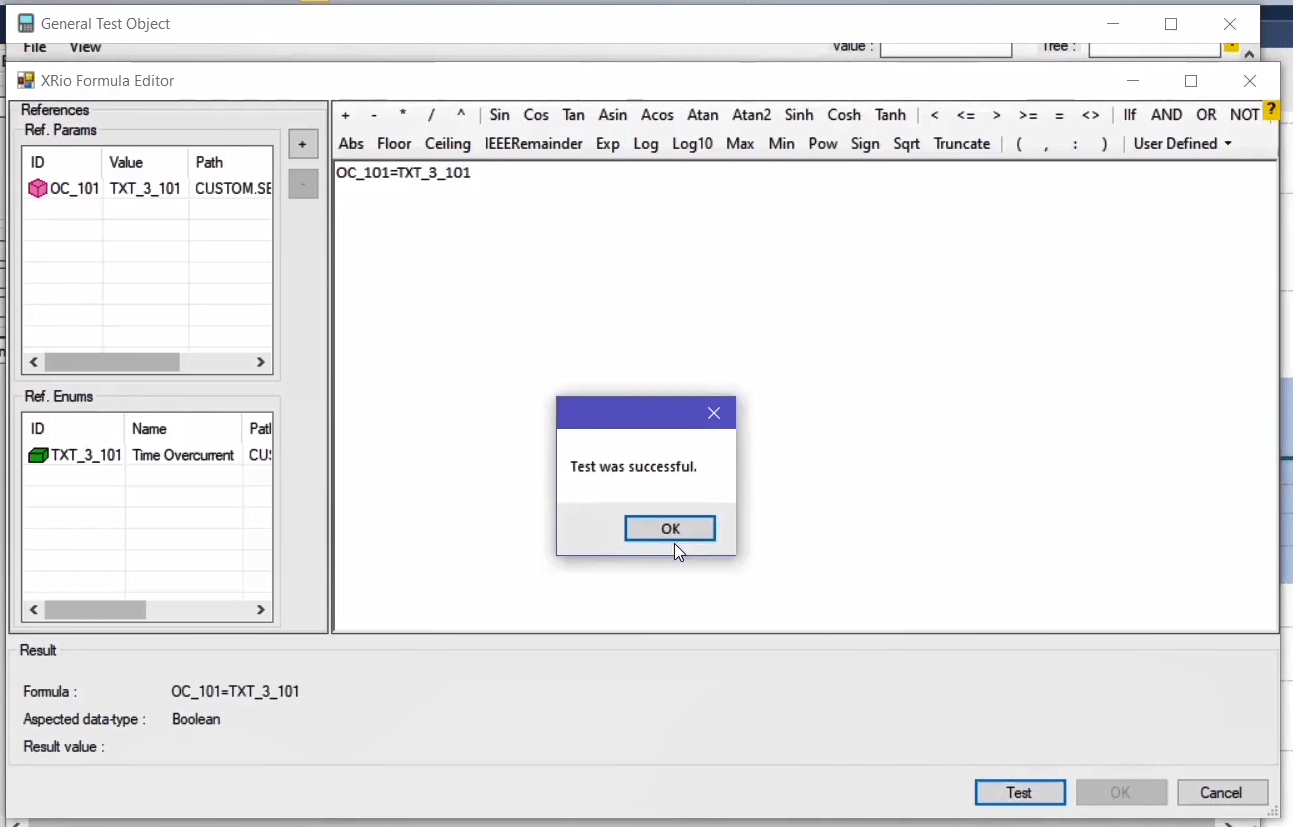 General Test Object
File View Value : Tree :
XRio Formula Editor
References
Ref. Params
ID Value Path
OC_101 TXT_3_101 CUSTOM.SE
+
-
Ref. Enums
ID Name Path
TXT_3_101 Time Overcurrent CU
+ - * / ^ Sin Cos Tan Asin Acos Atan Atan2 Sinh Cosh Tanh < <= > >= = <> IIf AND OR NOT ?
Abs Floor Ceiling IEEERemainder Exp Log Log10 Max Min Pow Sign Sqrt Truncate ( , : ) User Defined
OC_101=TXT_3_101
Test was successful.
OK
Result
Formula : OC_101=TXT_3_101
Aspected data-type : Boolean
Result value :
Test OK Cancel